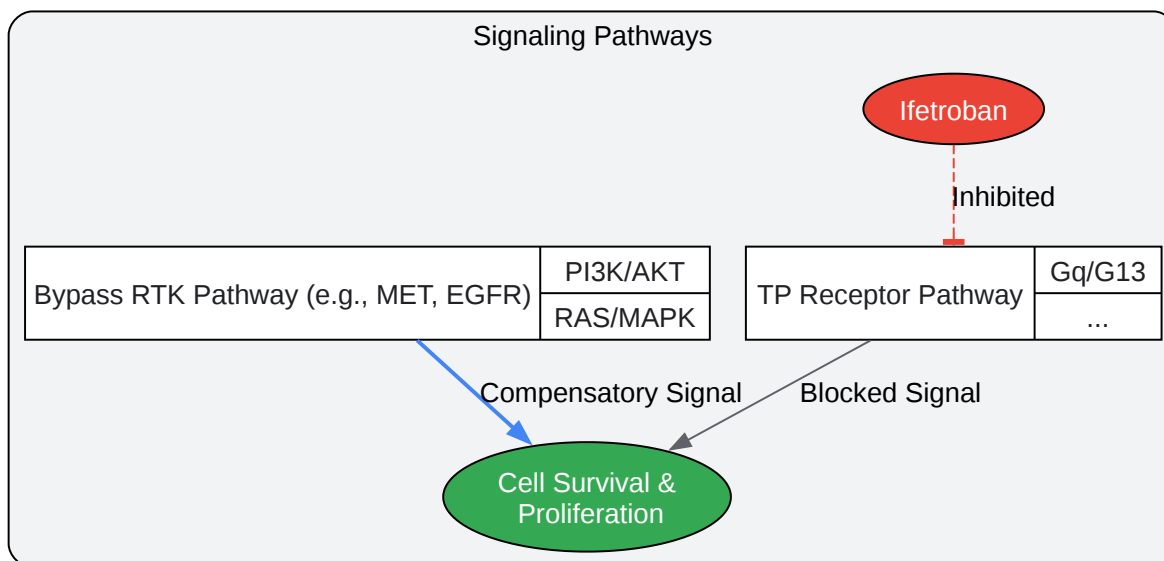 Signaling Pathways
Ifetroban
Inhibited
Bypass RTK Pathway (e.g., MET, EGFR)
PI3K/AKT
RAS/MAPK
TP Receptor Pathway
Gq/G13
...
Compensatory Signal
Blocked Signal
Cell Survival &
Proliferation